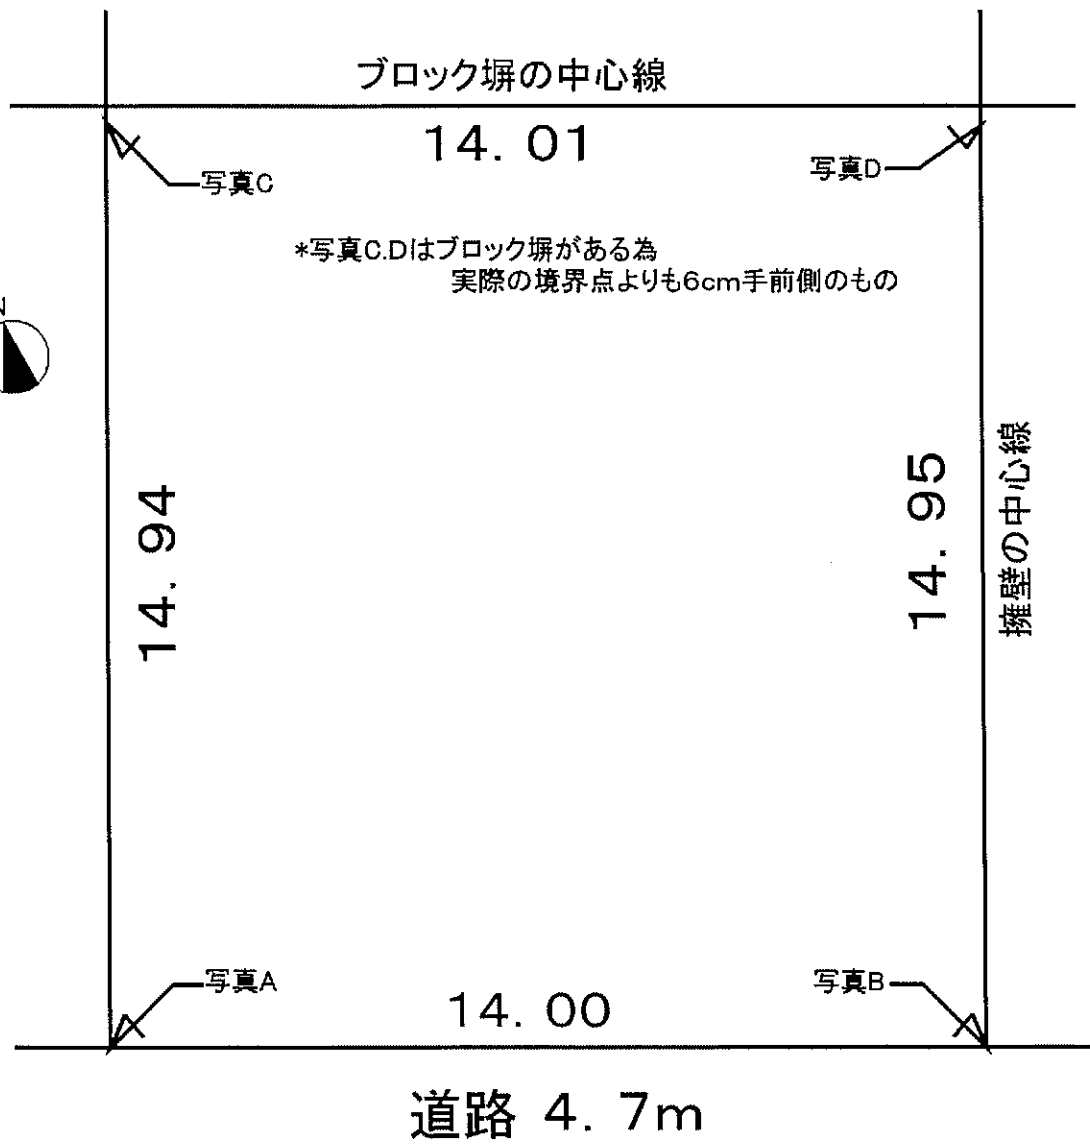 ブロック塀の中心線
14. 01
写真C
写真D
*写真C.Dはブロック塀がある為
実際の境界点よりも6cm手前側のもの
14. 94
14. 95
擁壁の中心線
写真A
写真B
14. 00
道路 4. 7m